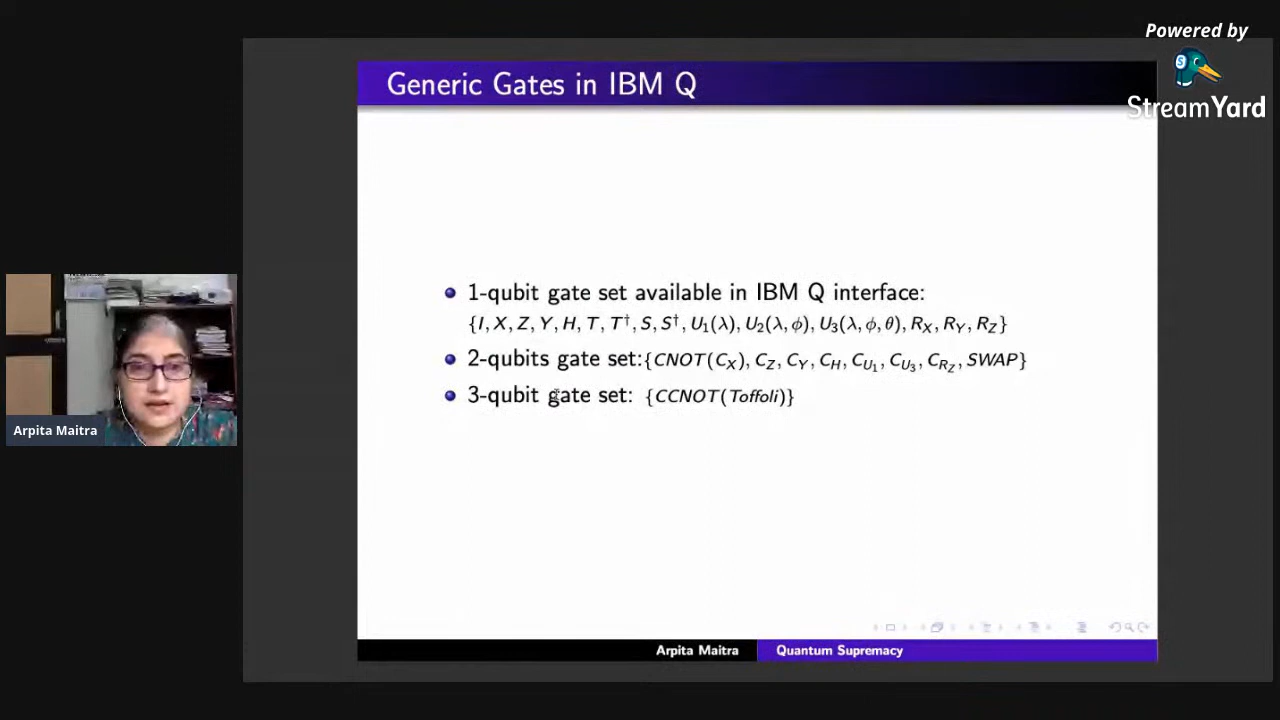 Powered by
StreamYard
Generic Gates in IBM Q
1-qubit gate set available in IBM Q interface:
{I, X, Z, Y, H, T, T†, S, S†, U₁(λ), U₂(λ, ϕ), U₃(λ, ϕ, θ), R_X, R_Y, R_Z}
2-qubits gate set:{CNOT(C_X), C_Z, C_Y, C_H, C_U₁, C_U₃, C_R_Z, SWAP}
3-qubit gate set: {CCNOT(Toffoli)}
Arpita Maitra
Arpita Maitra Quantum Supremacy